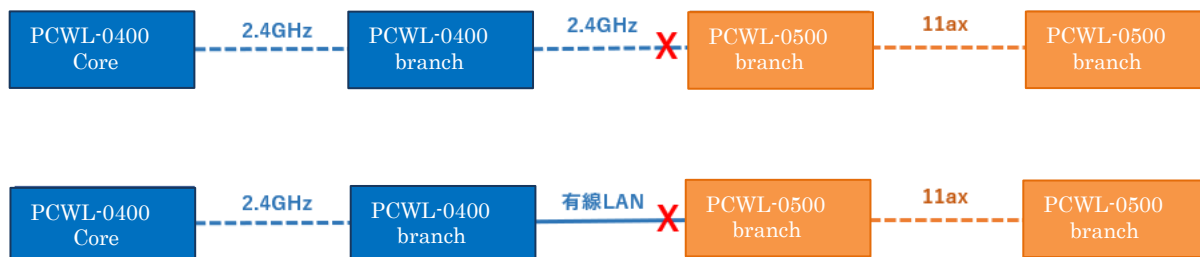 PCWL-0400 Core
2.4GHz
PCWL-0400 branch
2.4GHz
X
PCWL-0500 branch
11ax
PCWL-0500 branch
PCWL-0400 Core
2.4GHz
PCWL-0400 branch
有線LAN
X
PCWL-0500 branch
11ax
PCWL-0500 branch